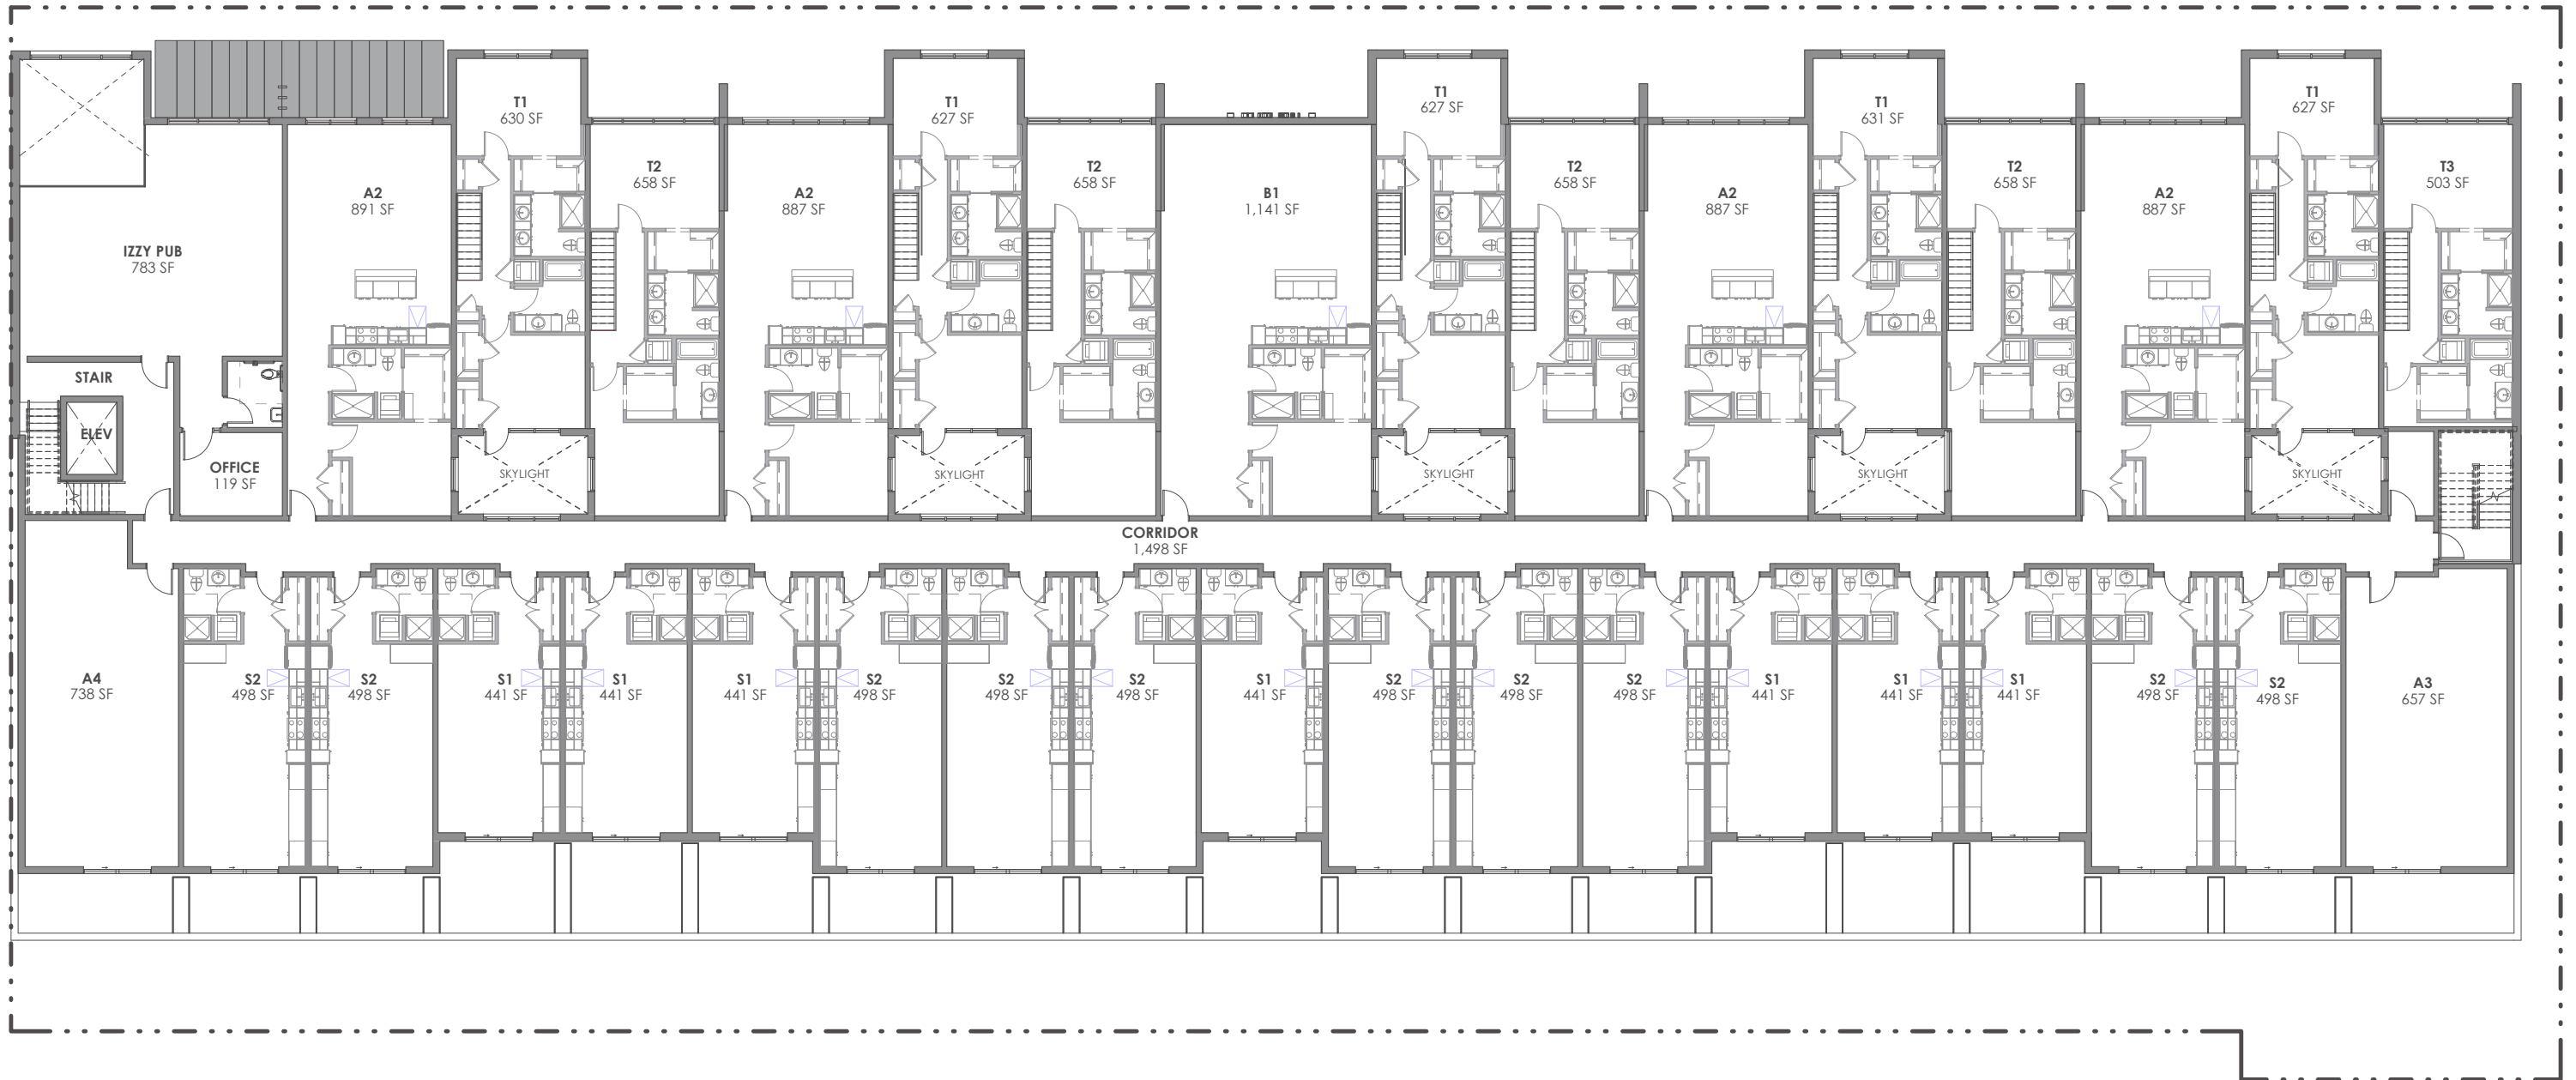 T1
630 SF
T1
627 SF
T1
627 SF
T1
631 SF
T1
627 SF
T2
658 SF
T2
658 SF
T2
658 SF
T2
658 SF
T3
503 SF
A2
891 SF
A2
887 SF
B1
1,141 SF
A2
887 SF
A2
887 SF
IZZY PUB
783 SF
STAIR
ELEV
OFFICE
119 SF
SKYLIGHT
SKYLIGHT
SKYLIGHT
SKYLIGHT
SKYLIGHT
CORRIDOR
1,498 SF
A4
738 SF
S2
498 SF
S2
498 SF
S1
441 SF
S1
441 SF
S1
441 SF
S2
498 SF
S2
498 SF
S2
498 SF
S1
441 SF
S2
498 SF
S2
498 SF
S2
498 SF
S1
441 SF
S1
441 SF
S1
441 SF
S2
498 SF
S2
498 SF
A3
657 SF